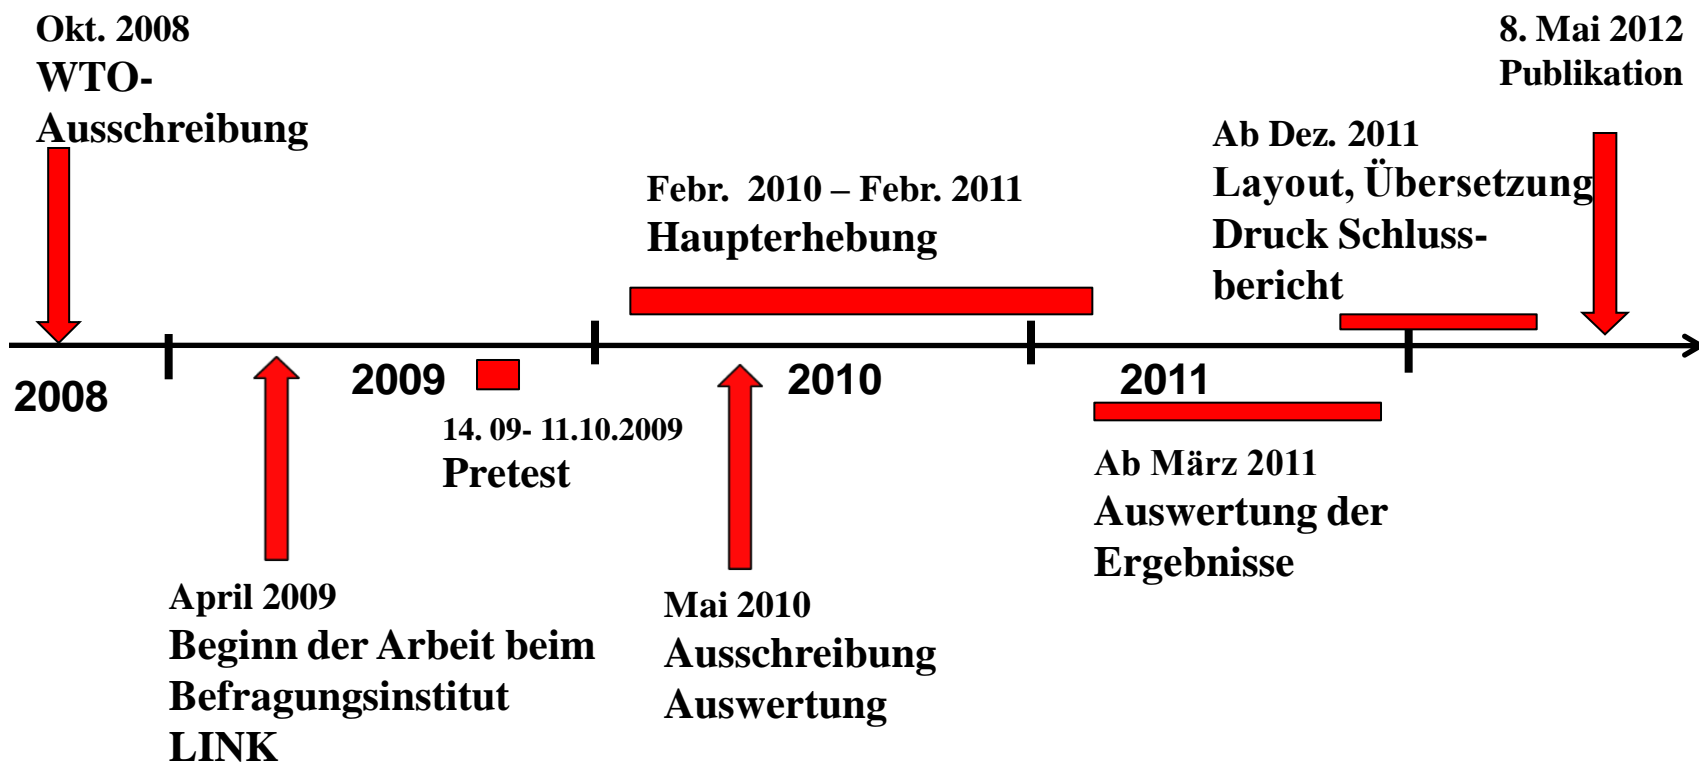 Okt. 2008
WTO-
Ausschreibung
8. Mai 2012
Publikation
Ab Dez. 2011
Layout, Übersetzung
Druck Schluss-
bericht
Febr.  2010 – Febr. 2011
Haupterhebung
2008
2009
2010
2011
14. 09- 11.10.2009
Pretest
Ab März 2011
Auswertung der
Ergebnisse
April 2009
Beginn der Arbeit beim
Befragungsinstitut
LINK
Mai 2010
Ausschreibung
Auswertung